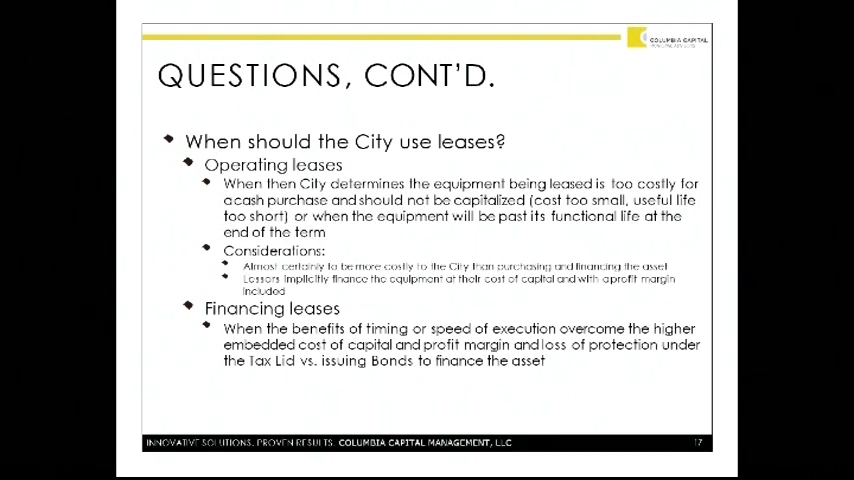 COLUMBIA CAPITAL
MUNICIPAL ADVISORS
QUESTIONS, CONT'D.
When should the City use leases?
Operating leases
When then City determines the equipment being leased is too costly for
a cash purchase and should not be capitalized (cost too small, useful life
too short) or when the equipment will be past its functional life at the
end of the term
Considerations:
Almost certainly to be more costly to the City than purchasing and financing the asset
Lessors implicitly finance the equipment at their cost of capital and with a profit margin
included
Financing leases
When the benefits of timing or speed of execution overcome the higher
embedded cost of capital and profit margin and loss of protection under
the Tax Lid vs. issuing Bonds to finance the asset
INNOVATIVE SOLUTIONS. PROVEN RESULTS. COLUMBIA CAPITAL MANAGEMENT, LLC
17